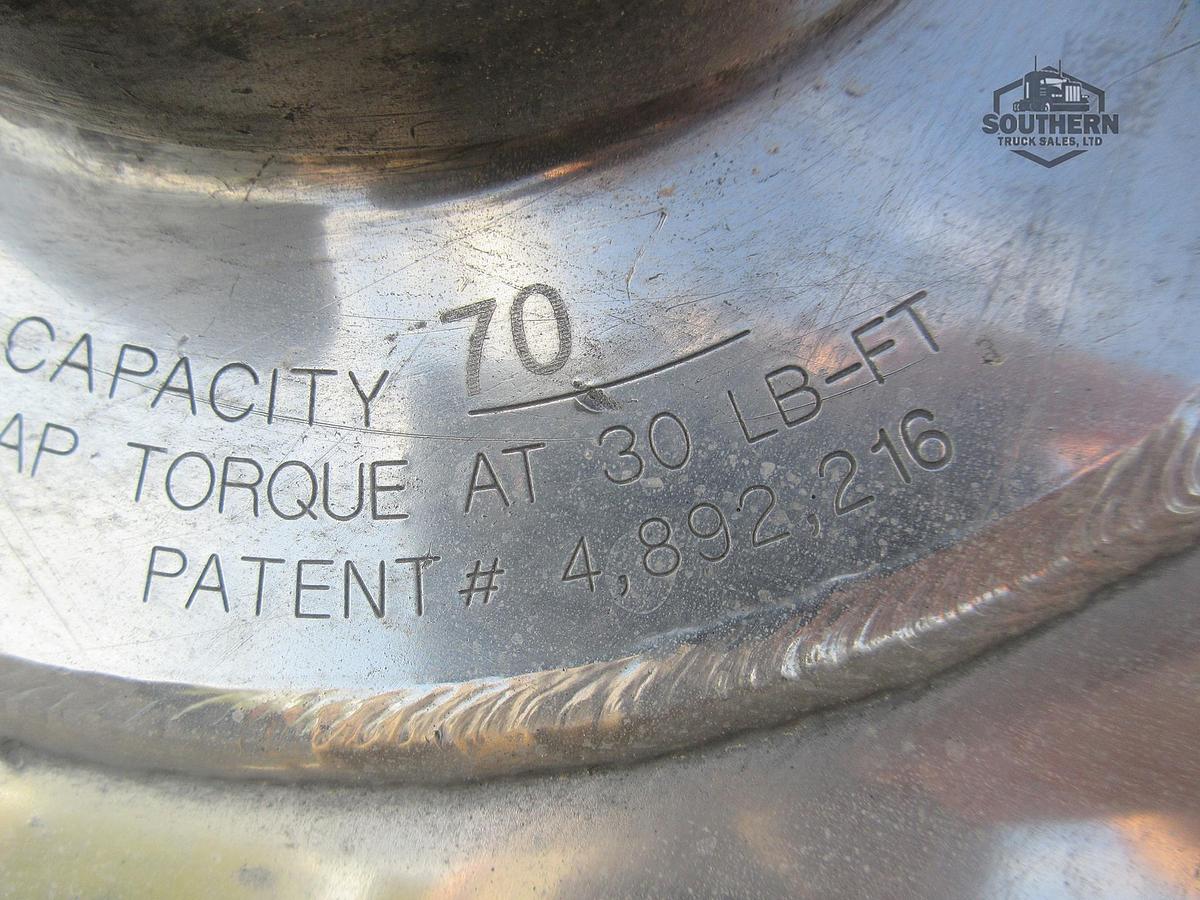 SOUTHERN
TRUCK SALES, LTD
CAPACITY 70
AP TORQUE AT 30 LB-FT
PATENT # 4,892,216